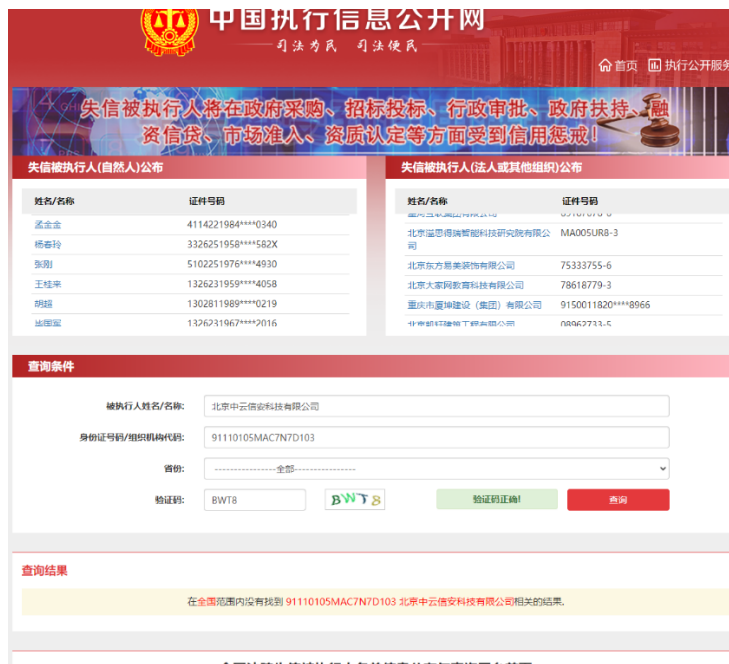 中国执行信息公开网
司法为民 司法便民
首页 执行公开服务
失信被执行人将在政府采购、招标投标、行政审批、政府扶持、融
资信贷、市场准入、资质认定等方面受到信用惩戒!
失信被执行人(自然人)公布
姓名/名称 证件号码
孟金金 4114221984****0340
杨春玲 3326251958****582X
张刚 5102251976****4930
王桂来 1326231959****4058
胡超 1302811989****0219
1326231967****2016
失信被执行人(法人或其他组织)公布
姓名/名称 证件号码
北京溢思得瑞智能科技研究院有限公 MA005UR8-3
司
北京东方易美装饰有限公司 75333755-6
北京大家网教育科技有限公司 78618779-3
重庆市厦坤建设(集团)有限公司 9150011820****8966
08962733-5
查询条件
被执行人姓名/名称: 北京中云信安科技有限公司
身份证号码/组织机构代码: 91110105MAC7N7D103
省份: ----------------全部----------------
验证码: BWT8 BWT8 验证码正确! 查询
查询结果
在全国范围内没有找到 91110105MAC7N7D103 北京中云信安科技有限公司相关的结果.